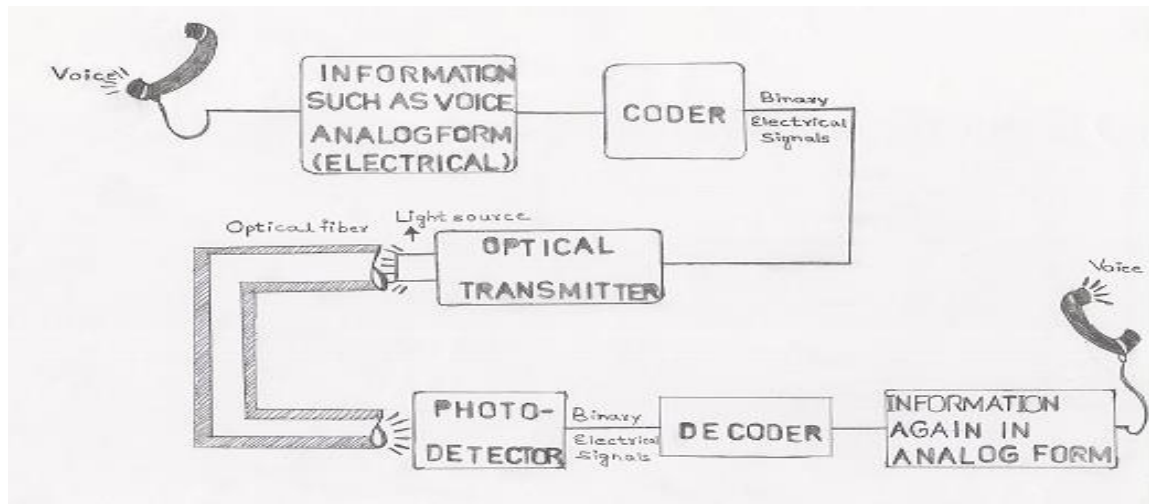 Voice
INFORMATION
SUCH AS VOICE
ANALOG FORM
(ELECTRICAL)
CODER
Binary
Electrical
Signals
Optical fiber
Light source
OPTICAL
TRANSMITTER
Voice
PHOTO-
DETECTOR
Binary
Electrical
Signals
DECODER
INFORMATION
AGAIN IN
ANALOG FORM